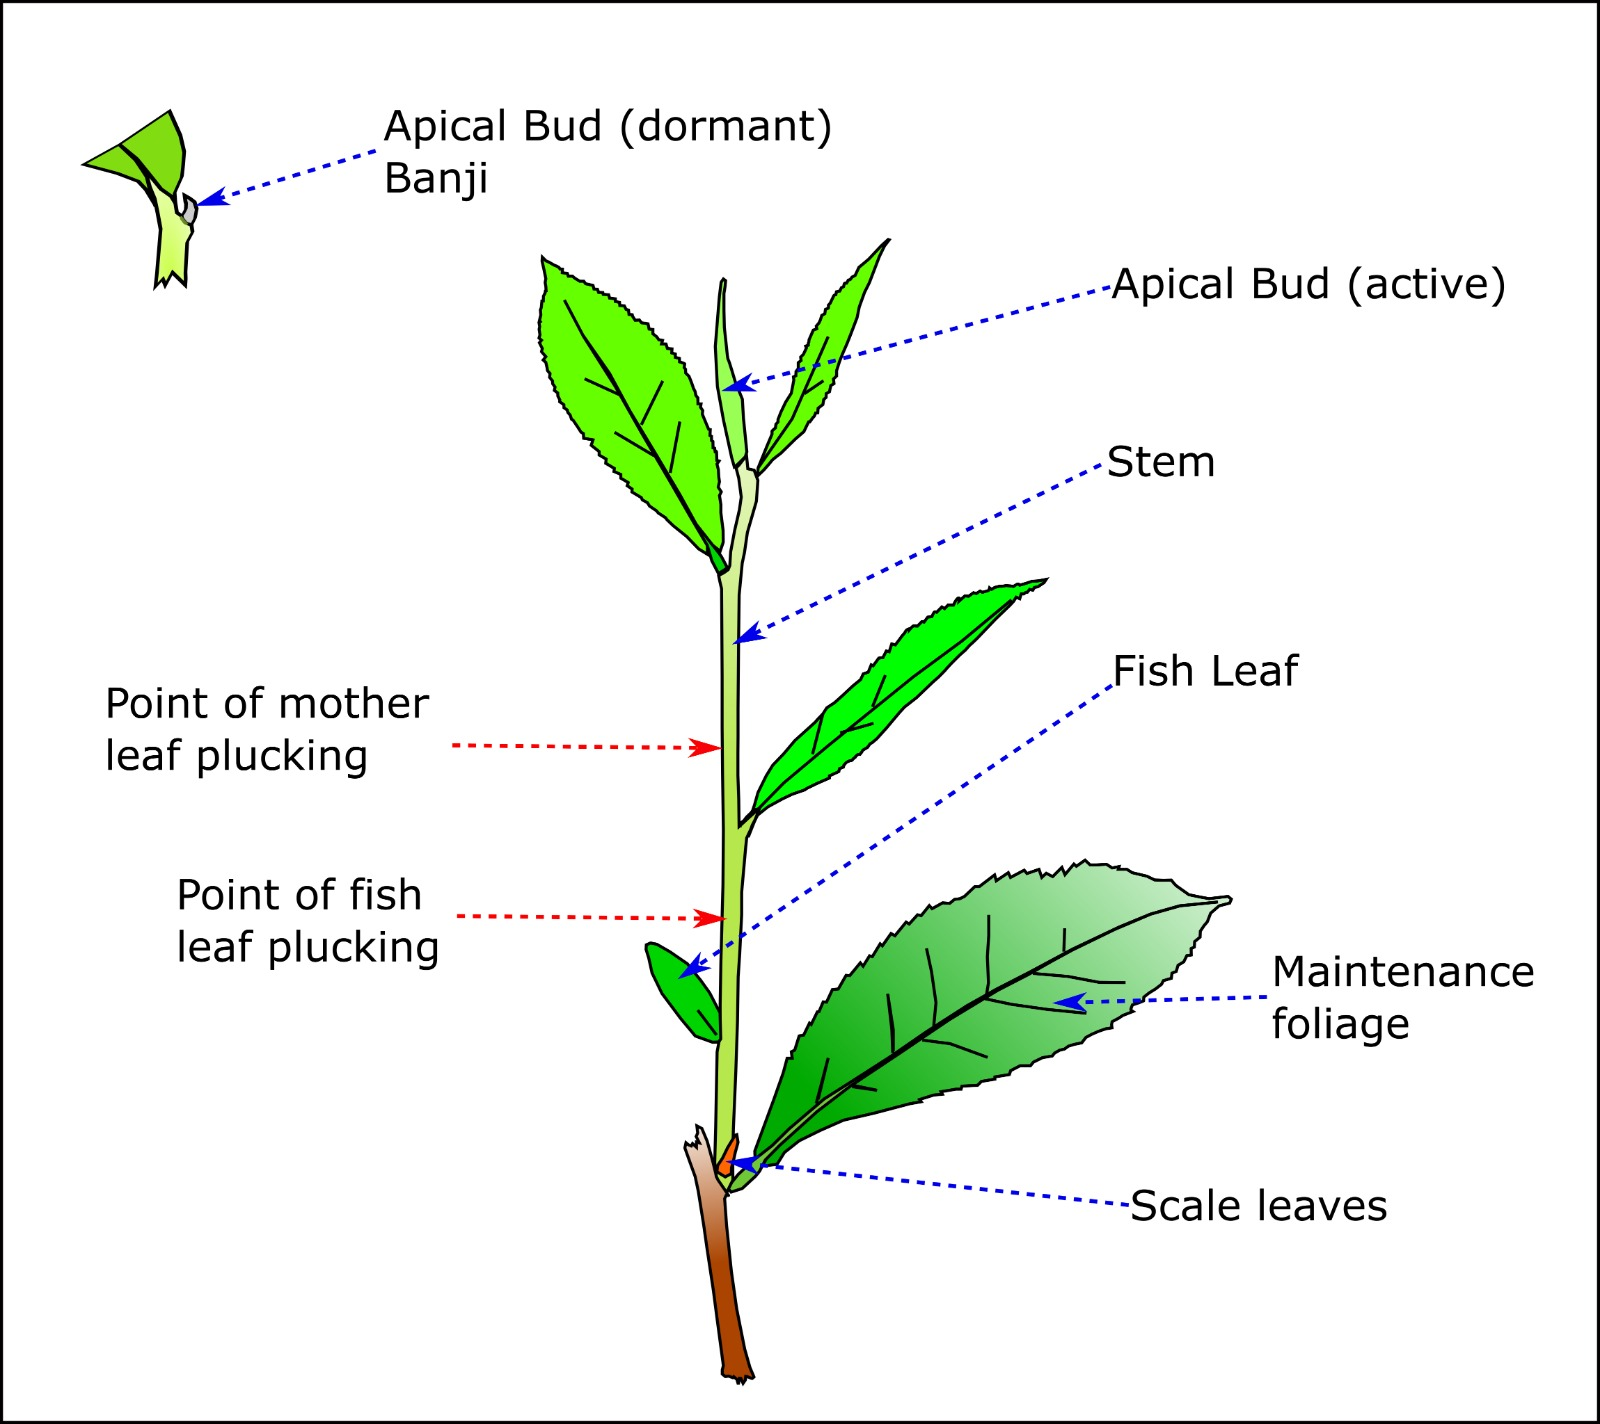 Apical Bud (dormant)
Banji
Apical Bud (active)
Stem
Fish Leaf
Point of mother
leaf plucking
Point of fish
leaf plucking
Maintenance
foliage
Scale leaves